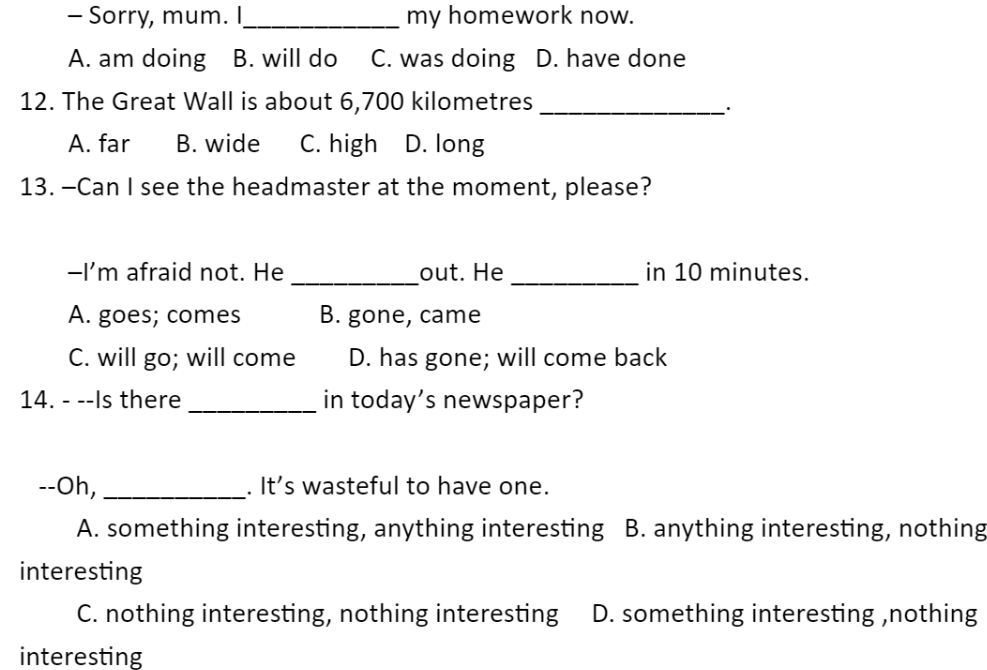 – Sorry, mum. I___________ my homework now.
A. am doing B. will do C. was doing D. have done
12. The Great Wall is about 6,700 kilometres _____________.
A. far B. wide C. high D. long
13. –Can I see the headmaster at the moment, please?
–I’m afraid not. He _________out. He _________ in 10 minutes.
A. goes; comes B. gone, came
C. will go; will come D. has gone; will come back
14. - --Is there _________ in today’s newspaper?
--Oh, __________. It’s wasteful to have one.
A. something interesting, anything interesting B. anything interesting, nothing
interesting
C. nothing interesting, nothing interesting D. something interesting ,nothing
interesting